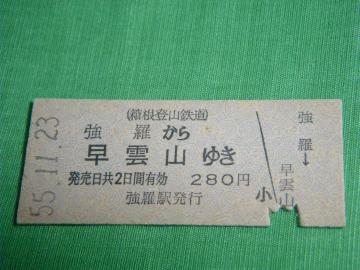 55.11.23
(箱根登山鉄道)
強羅から
早雲山ゆき
発売日共2日間有効 280円
強羅駅発行
小
強羅
↓
早雲山